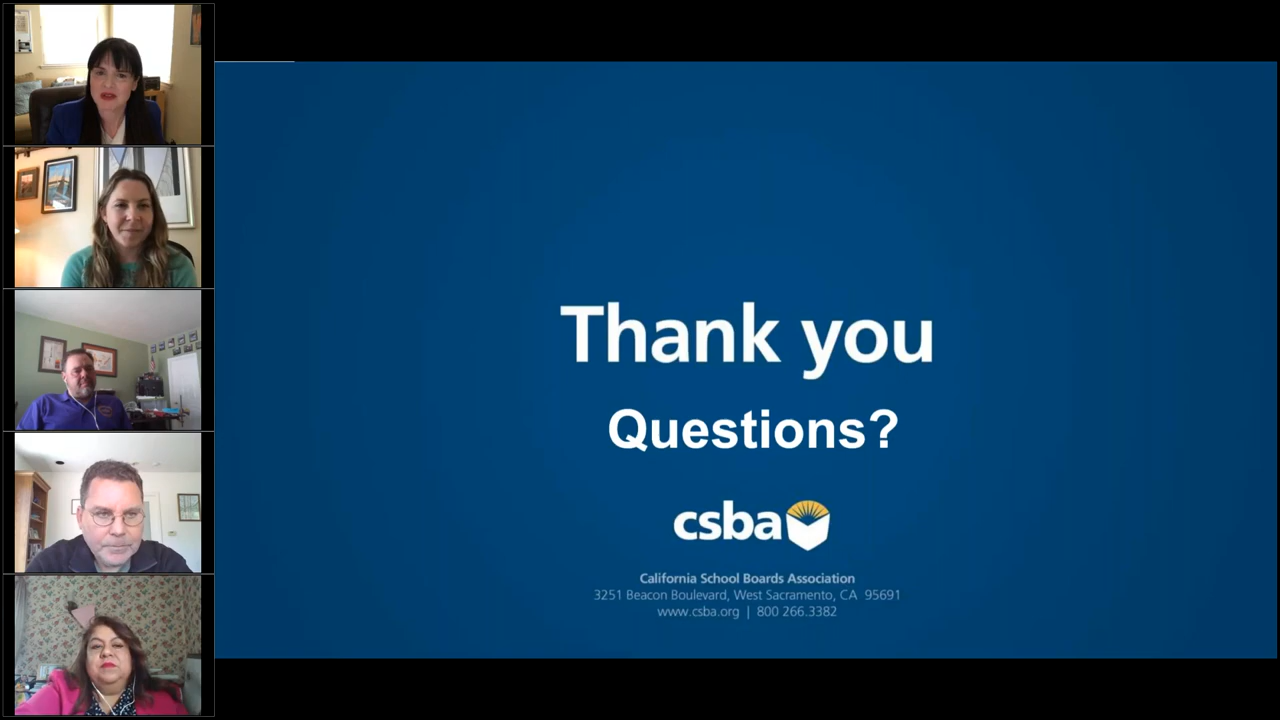 Thank you
Questions?
csba
California School Boards Association
3251 Beacon Boulevard, West Sacramento, CA 95691
www.csba.org | 800 266.3382